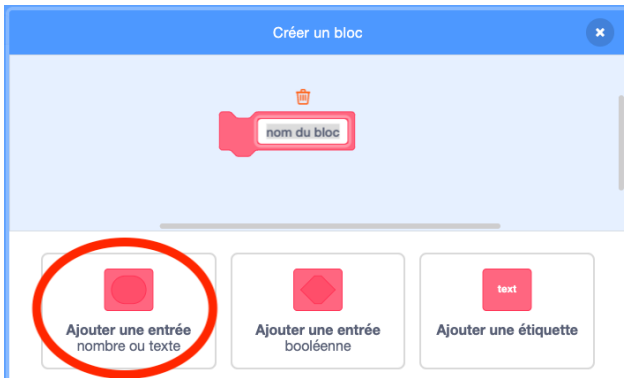 Créer un bloc
nom du bloc
text
Ajouter une entrée
nombre ou texte
Ajouter une entrée
booléenne
Ajouter une étiquette